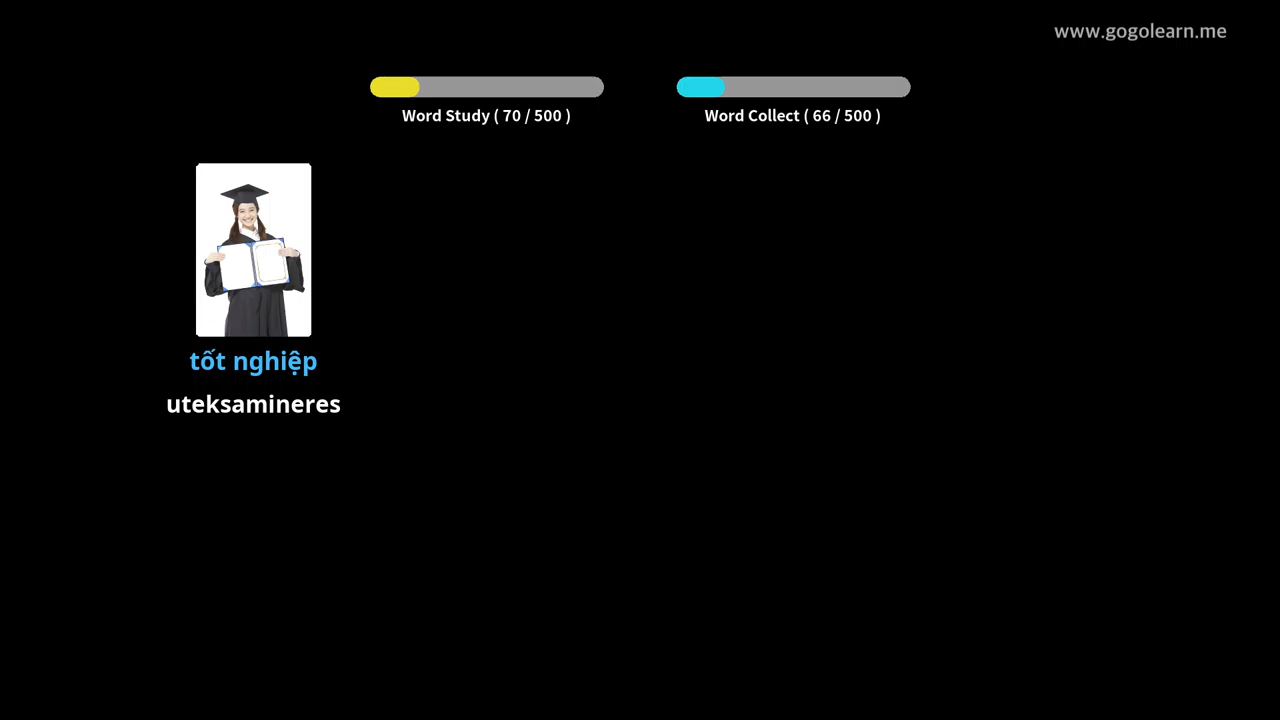 www.gogolearn.me
Word Study ( 70 / 500 )
Word Collect ( 66 / 500 )
tốt nghiệp
uteksamineres